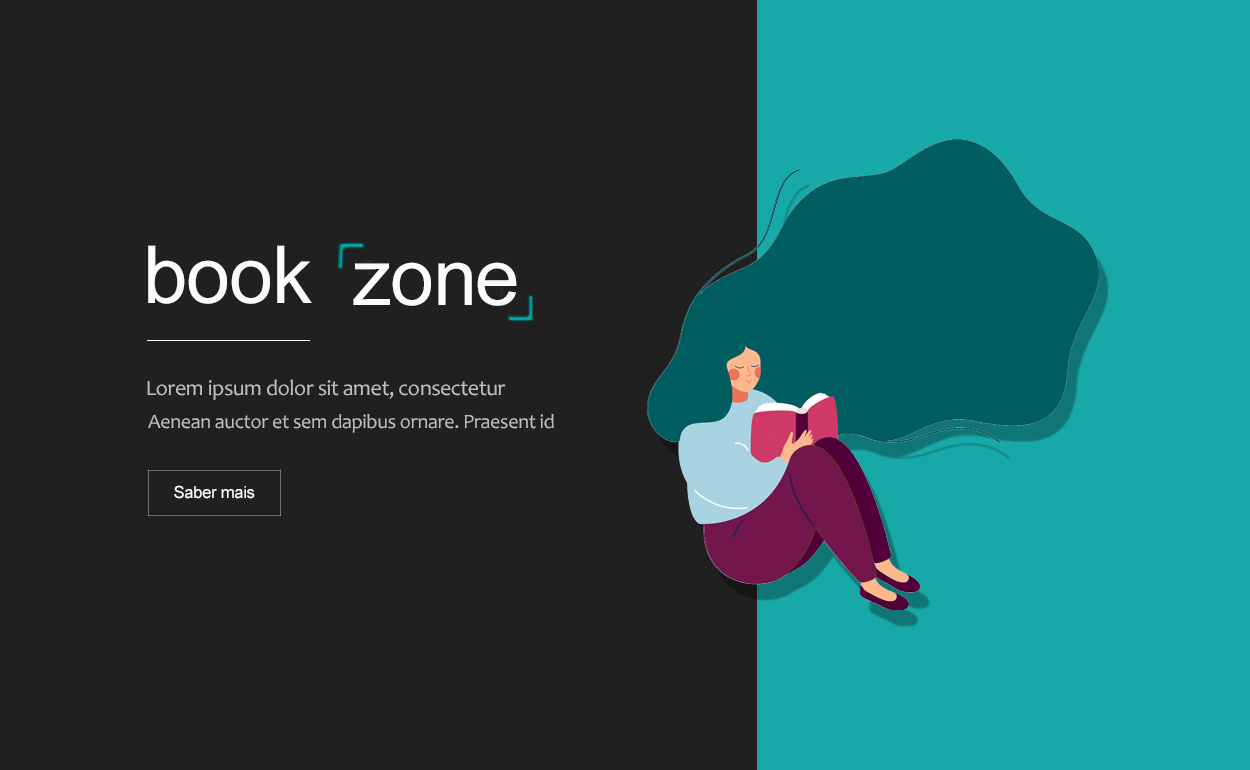 book zone
Lorem ipsum dolor sit amet, consectetur
Aenean auctor et sem dapibus ornare. Praesent id
Saber mais